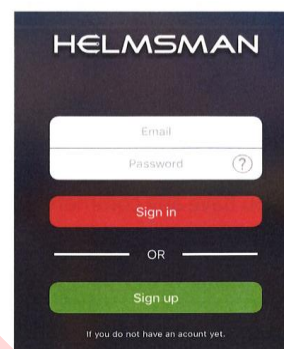 HELMSMAN
Email
Password ?
Sign in
OR
Sign up
If you do not have an acount yet.